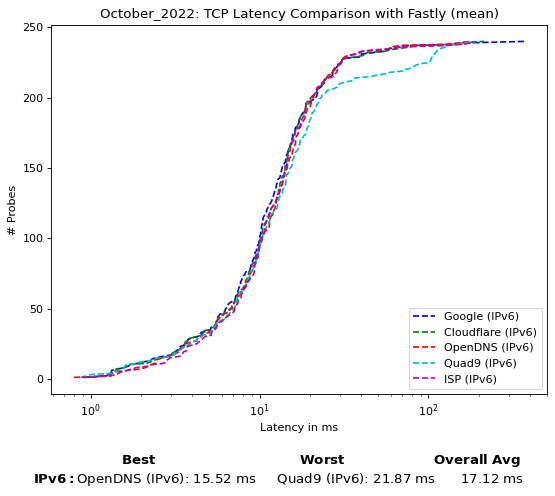 October_2022: TCP Latency Comparison with Fastly (mean)
250
200
150
100
50
0
# Probes
10⁰ 10¹ 10²
Latency in ms
Google (IPv6)
Cloudflare (IPv6)
OpenDNS (IPv6)
Quad9 (IPv6)
ISP (IPv6)
Best Worst Overall Avg
IPv6: OpenDNS (IPv6): 15.52 ms Quad9 (IPv6): 21.87 ms 17.12 ms